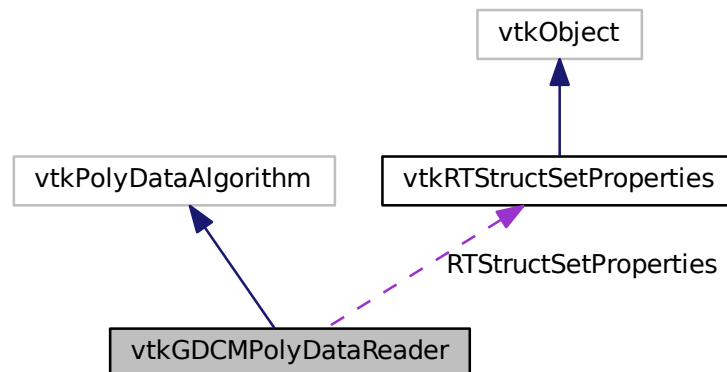 vtkObject
vtkPolyDataAlgorithm
vtkRTStructSetProperties
RTStructSetProperties
vtkGDCMPolyDataReader